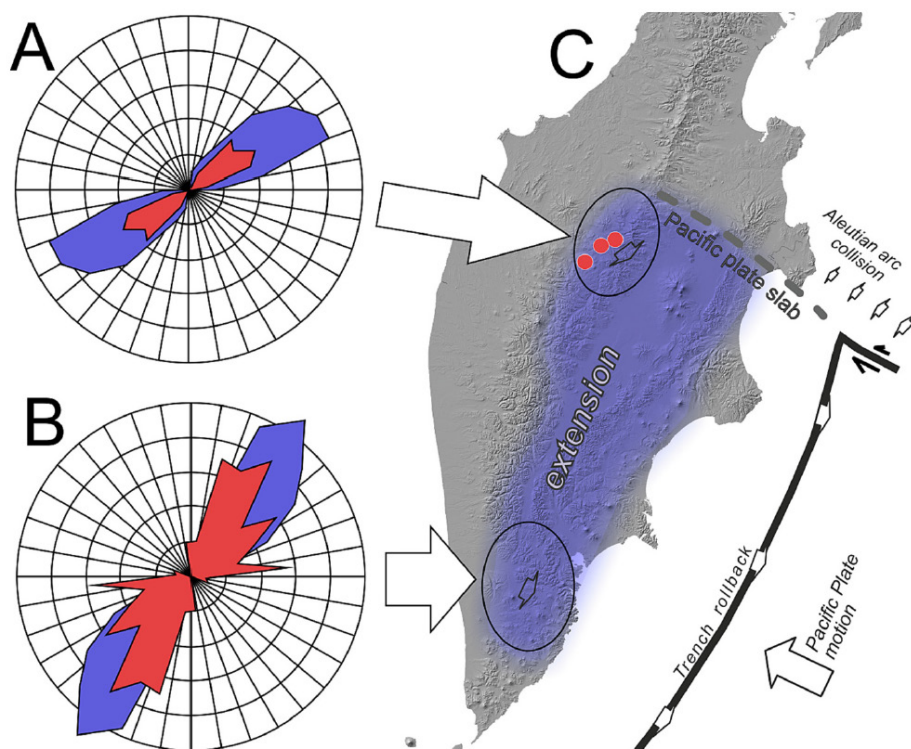 A
B
C
Aleutian arc
collision
Pacific plate slab
extension
Trench rollback
Pacific Plate
motion